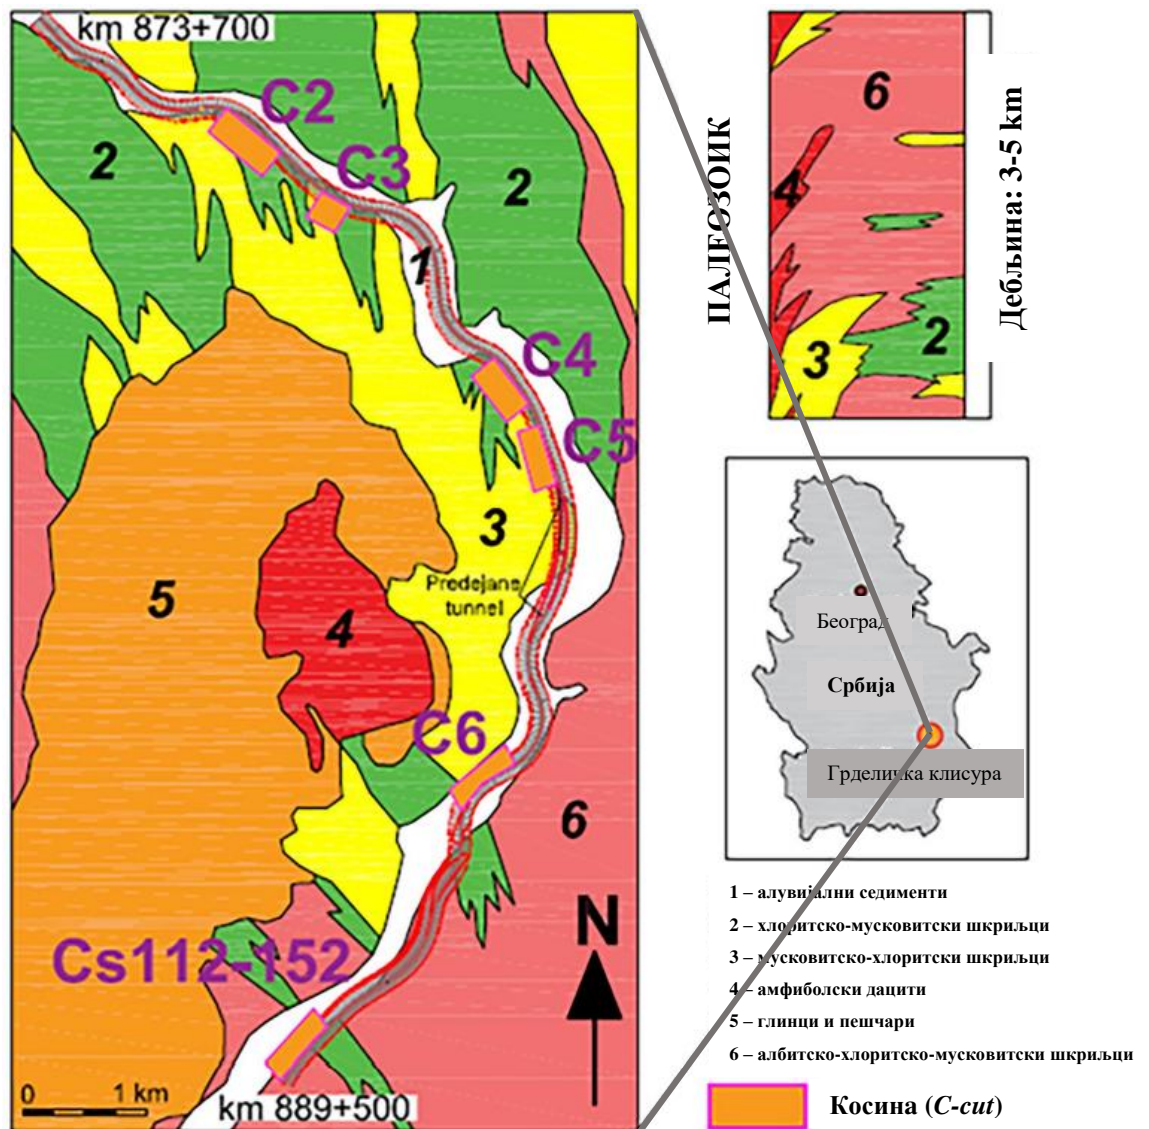 km 873+700
C2
C3
2
2
1
C4
C5
3
5
4
Predejane
tunnel
C6
6
Cs112-152
N
0 1 km
km 889+500
ПАЛЕОЗОИК
6
4
3
2
Дебљина: 3-5 km
Београд
Србија
Грделичка клисура
1 – алувијални седименти
2 – хлоритско-мусковитски шкриљци
3 – мусковитско-хлоритски шкриљци
4 – амфиболски дацити
5 – глинци и пешчари
6 – албитско-хлоритско-мусковитски шкриљци
Косина (C-cut)